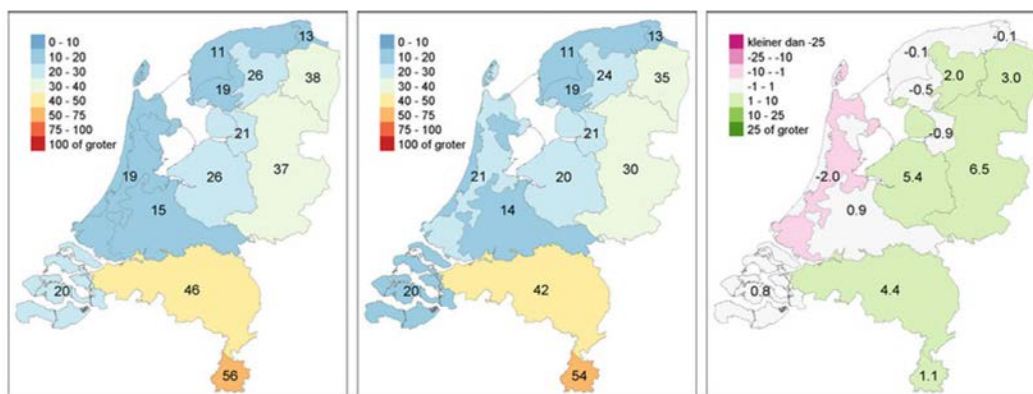 0 - 10
10 - 20
20 - 30
30 - 40
40 - 50
50 - 75
75 - 100
100 of groter
11
13
26
38
19
21
37
19
26
15
20
46
56
0 - 10
10 - 20
20 - 30
30 - 40
40 - 50
50 - 75
75 - 100
100 of groter
11
13
24
35
19
21
30
21
20
14
20
42
54
kleiner dan -25
-25 - -10
-10 - -1
-1 - 1
1 - 10
10 - 25
25 of groter
-0.1
-0.1
2.0
3.0
-0.5
-0.9
6.5
-2.0
5.4
0.9
0.8
4.4
1.1